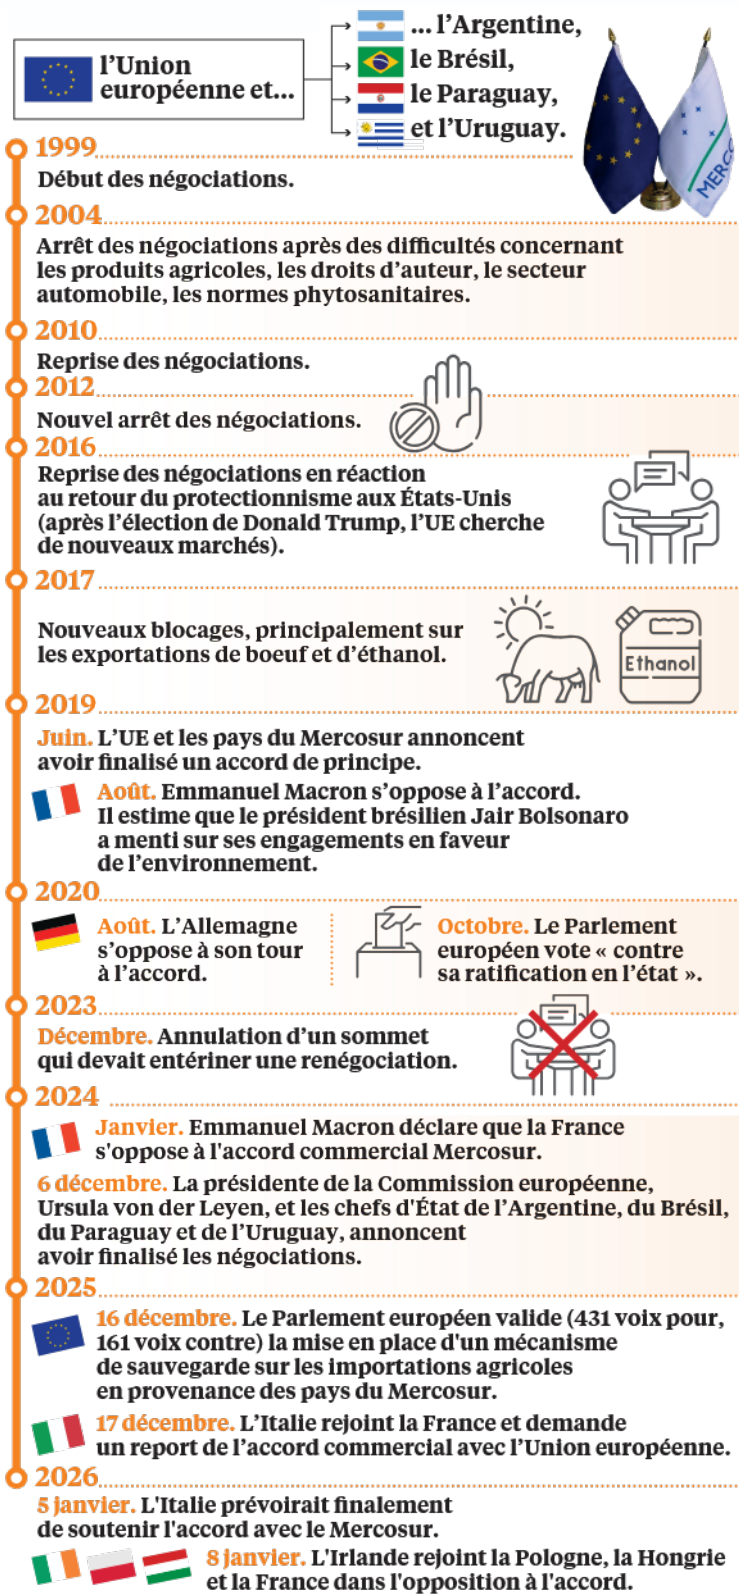 l'Union
européenne et...
... l'Argentine,
le Brésil,
le Paraguay,
et l'Uruguay.
1999
Début des négociations.
2004
Arrêt des négociations après des difficultés concernant
les produits agricoles, les droits d'auteur, le secteur
automobile, les normes phytosanitaires.
2010
Reprise des négociations.
2012
Nouvel arrêt des négociations.
2016
Reprise des négociations en réaction
au retour du protectionnisme aux États-Unis
(après l'élection de Donald Trump, l'UE cherche
de nouveaux marchés).
2017
Nouveaux blocages, principalement sur
les exportations de boeuf et d'éthanol.
Ethanol
2019
Juin. L'UE et les pays du Mercosur annoncent
avoir finalisé un accord de principe.
Août. Emmanuel Macron s'oppose à l'accord.
Il estime que le président brésilien Jair Bolsonaro
a menti sur ses engagements en faveur
de l'environnement.
2020
Août. L'Allemagne
s'oppose à son tour
à l'accord.
Octobre. Le Parlement
européen vote « contre
sa ratification en l'état ».
2023
Décembre. Annulation d'un sommet
qui devait entériner une renégociation.
2024
Janvier. Emmanuel Macron déclare que la France
s'oppose à l'accord commercial Mercosur.
6 décembre. La présidente de la Commission européenne,
Ursula von der Leyen, et les chefs d'État de l'Argentine, du Brésil,
du Paraguay et de l'Uruguay, annoncent
avoir finalisé les négociations.
2025
16 décembre. Le Parlement européen valide (431 voix pour,
161 voix contre) la mise en place d'un mécanisme
de sauvegarde sur les importations agricoles
en provenance des pays du Mercosur.
17 décembre. L'Italie rejoint la France et demande
un report de l'accord commercial avec l'Union européenne.
2026
5 janvier. L'Italie prévoirait finalement
de soutenir l'accord avec le Mercosur.
8 janvier. L'Irlande rejoint la Pologne, la Hongrie
et la France dans l'opposition à l'accord.